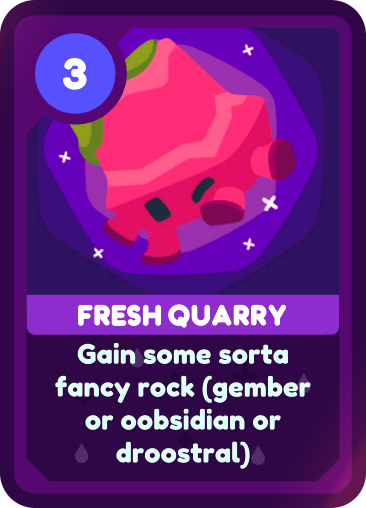 3
FRESH QUARRY
Gain some sorta
fancy rock (gember
or oobsidian or
droostral)